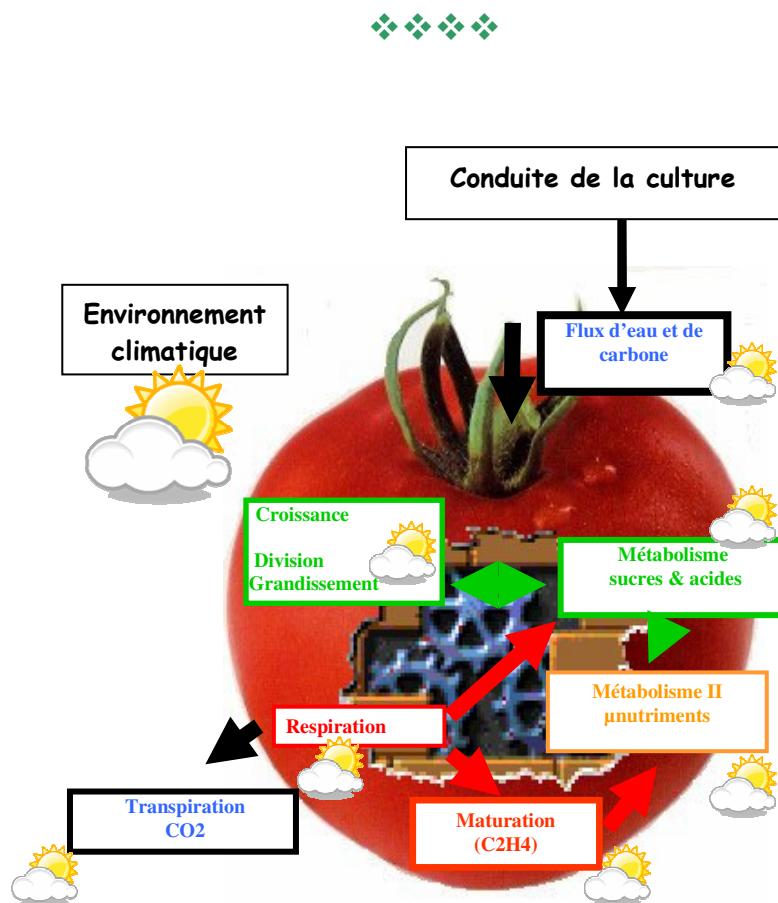 Conduite de la culture
Environnement
climatique
Flux d'eau et de
carbone
Croissance
Division
Grandissement
Métabolisme
sucres & acides
Métabolisme II
µnutriments
Respiration
Transpiration
CO2
Maturation
(C2H4)